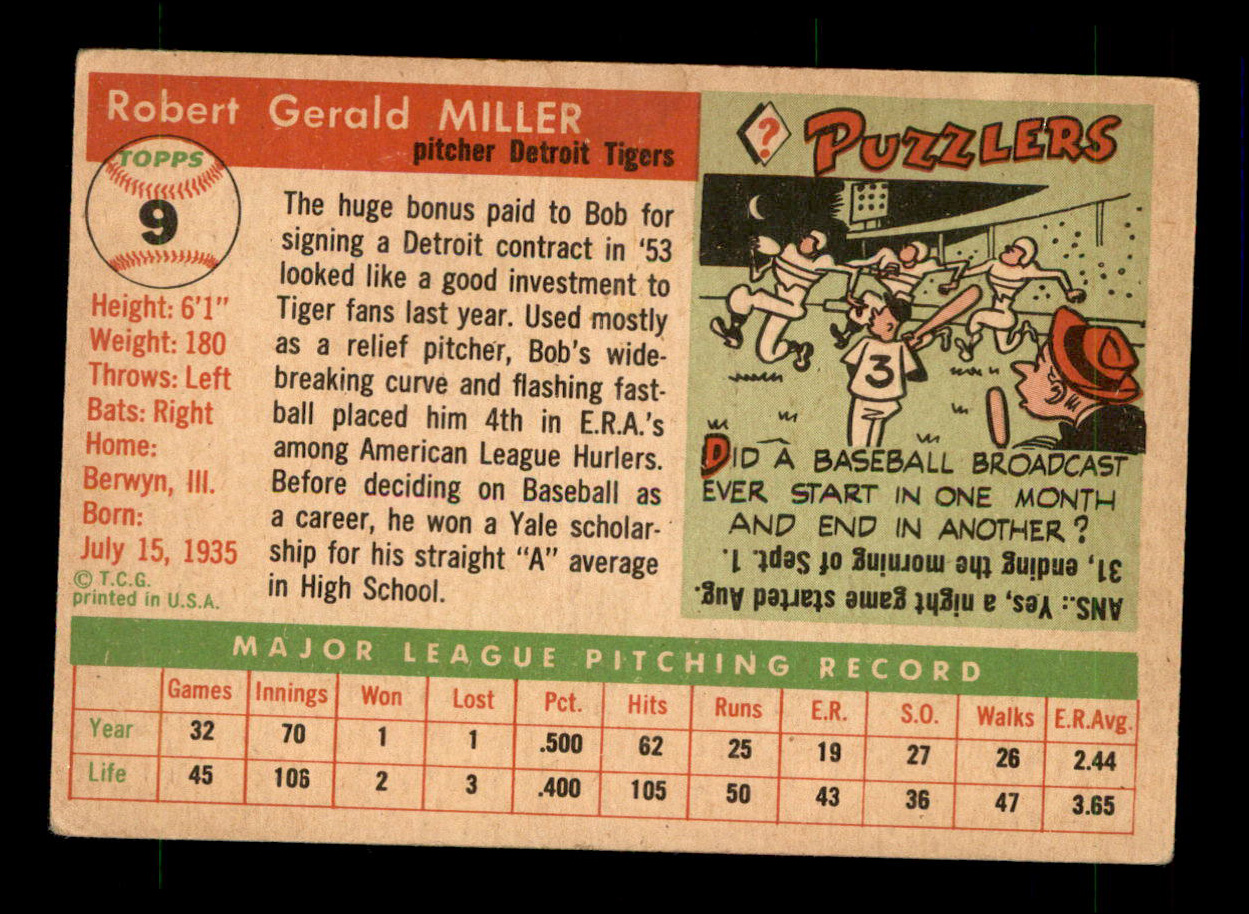 Robert Gerald MILLER
pitcher Detroit Tigers
TOPPS
9
Height: 6'1"
Weight: 180
Throws: Left
Bats: Right
Home:
Berwyn, Ill.
Born:
July 15, 1935
© T.C.G.
printed in U.S.A.
The huge bonus paid to Bob for
signing a Detroit contract in '53
looked like a good investment to
Tiger fans last year. Used mostly
as a relief pitcher, Bob's wide-
breaking curve and flashing fast-
ball placed him 4th in E.R.A.'s
among American League Hurlers.
Before deciding on Baseball as
a career, he won a Yale scholar-
ship for his straight "A" average
in High School.
? PUZZLERS
3
DID A BASEBALL BROADCAST
EVER START IN ONE MONTH
AND END IN ANOTHER?
ANS.: Yes, a night game started Aug.
31, ending the morning of Sept. 1.
MAJOR LEAGUE PITCHING RECORD
Games Innings Won Lost Pct. Hits Runs E.R. S.O. Walks E.R.Avg.
Year 32 70 1 1 .500 62 25 19 27 26 2.44
Life 45 106 2 3 .400 105 50 43 36 47 3.65